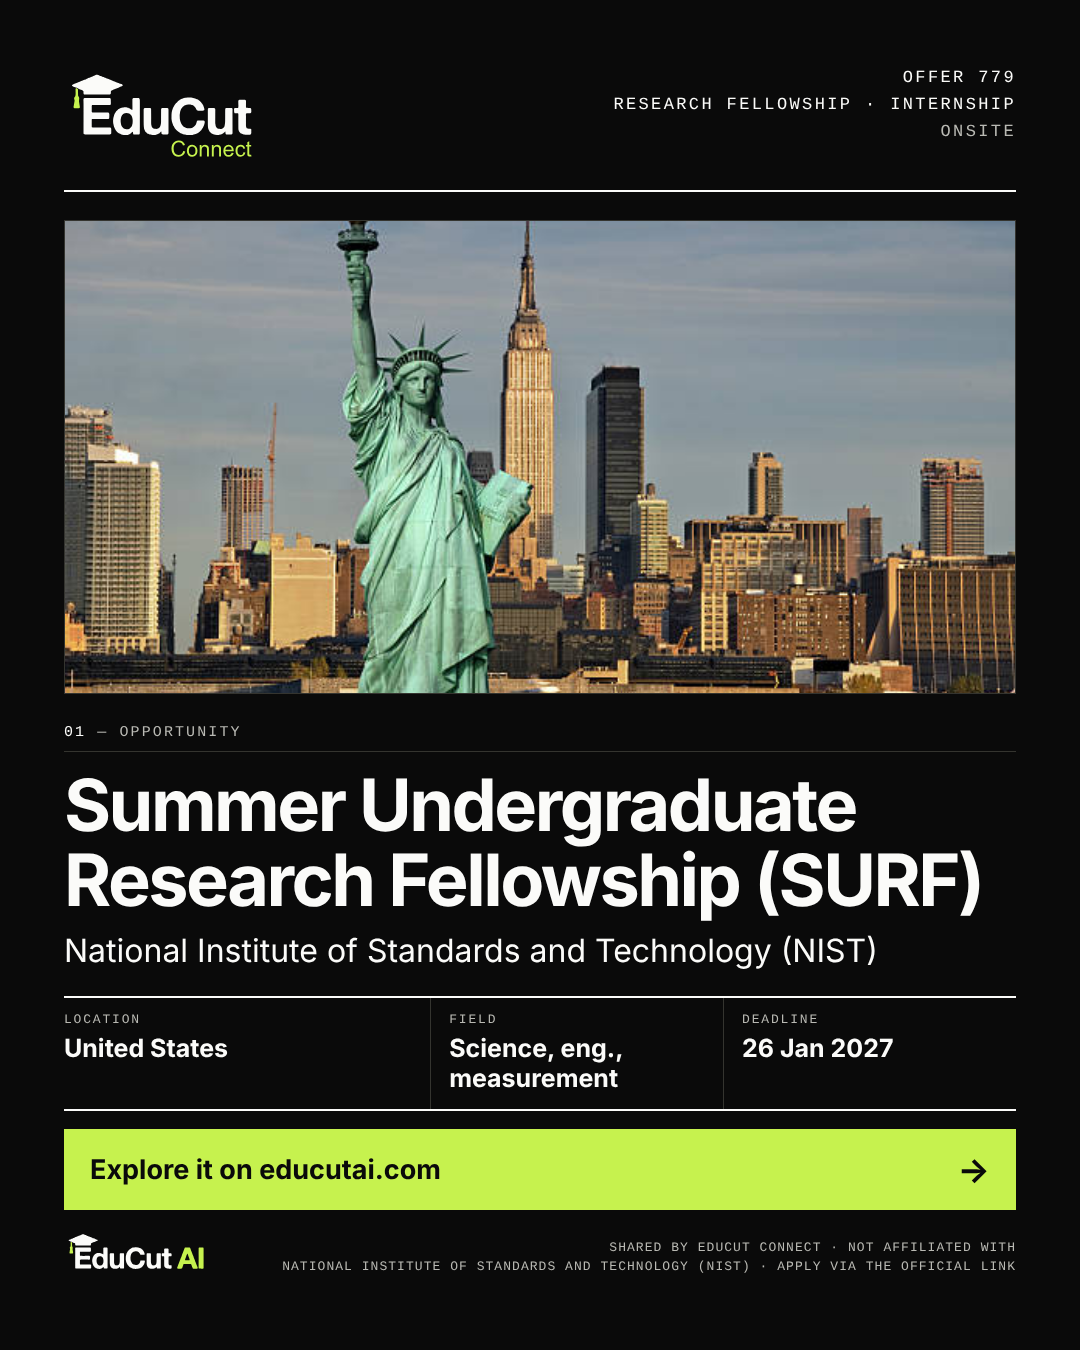 EduCut
Connect
OFFER 779
RESEARCH FELLOWSHIP · INTERNSHIP
ONSITE
01 — OPPORTUNITY
Summer Undergraduate
Research Fellowship (SURF)
National Institute of Standards and Technology (NIST)
LOCATION
United States
FIELD
Science, eng.,
measurement
DEADLINE
26 Jan 2027
Explore it on educutai.com →
EduCut AI
SHARED BY EDUCUT CONNECT · NOT AFFILIATED WITH
NATIONAL INSTITUTE OF STANDARDS AND TECHNOLOGY (NIST) · APPLY VIA THE OFFICIAL LINK